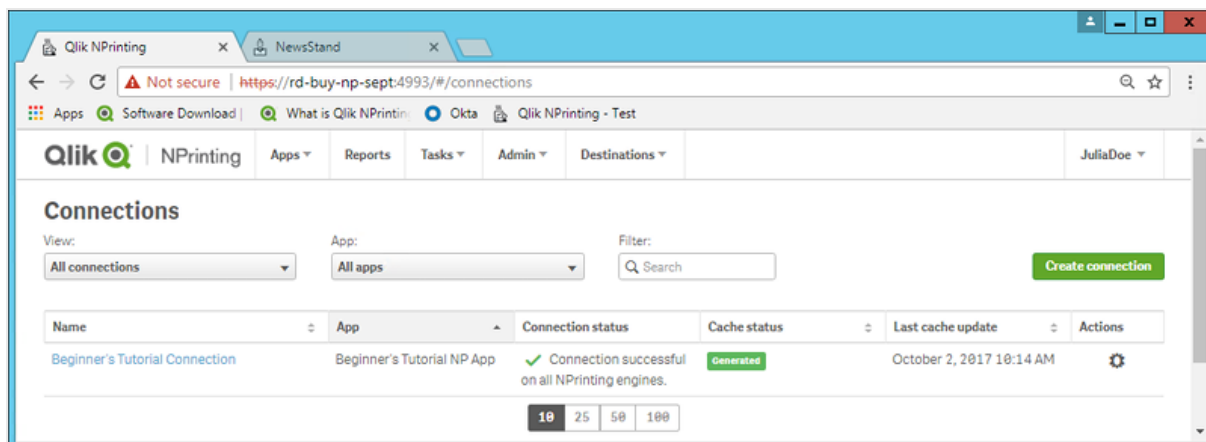 Qlik NPrinting
NewsStand
Not secure | https://rd-buy-np-sept:4993/#/connections
Apps Software Download | What is Qlik NPrintin Okta Qlik NPrinting - Test
Qlik NPrinting Apps Reports Tasks Admin Destinations JuliaDoe
Connections
View: App: Filter:
All connections All apps Search Create connection
Name App Connection status Cache status Last cache update Actions
Beginner's Tutorial Connection Beginner's Tutorial NP App Connection successful Generated October 2, 2017 10:14 AM
on all NPrinting engines.
10 25 50 100